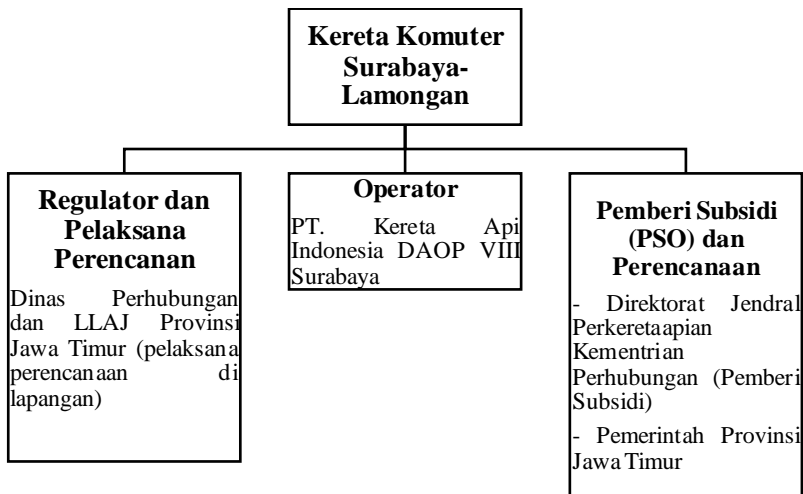 Kereta Komuter
Surabaya-
Lamongan
Regulator dan
Pelaksana
Perencanan
Dinas Perhubungan
dan LLAJ Provinsi
Jawa Timur (pelaksana
perencanaan di
lapangan)
Operator
PT. Kereta Api
Indonesia DAOP VIII
Surabaya
Pemberi Subsidi
(PSO) dan
Perencanaan
- Direktorat Jendral
Perkeretaapian
Kementrian
Perhubungan (Pemberi
Subsidi)
- Pemerintah Provinsi
Jawa Timur